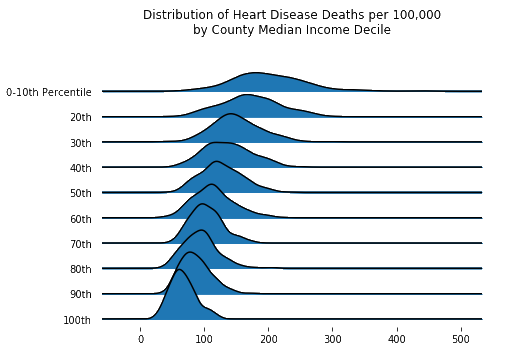 Distribution of Heart Disease Deaths per 100,000
by County Median Income Decile
0-10th Percentile
20th
30th
40th
50th
60th
70th
80th
90th
100th
0 100 200 300 400 500